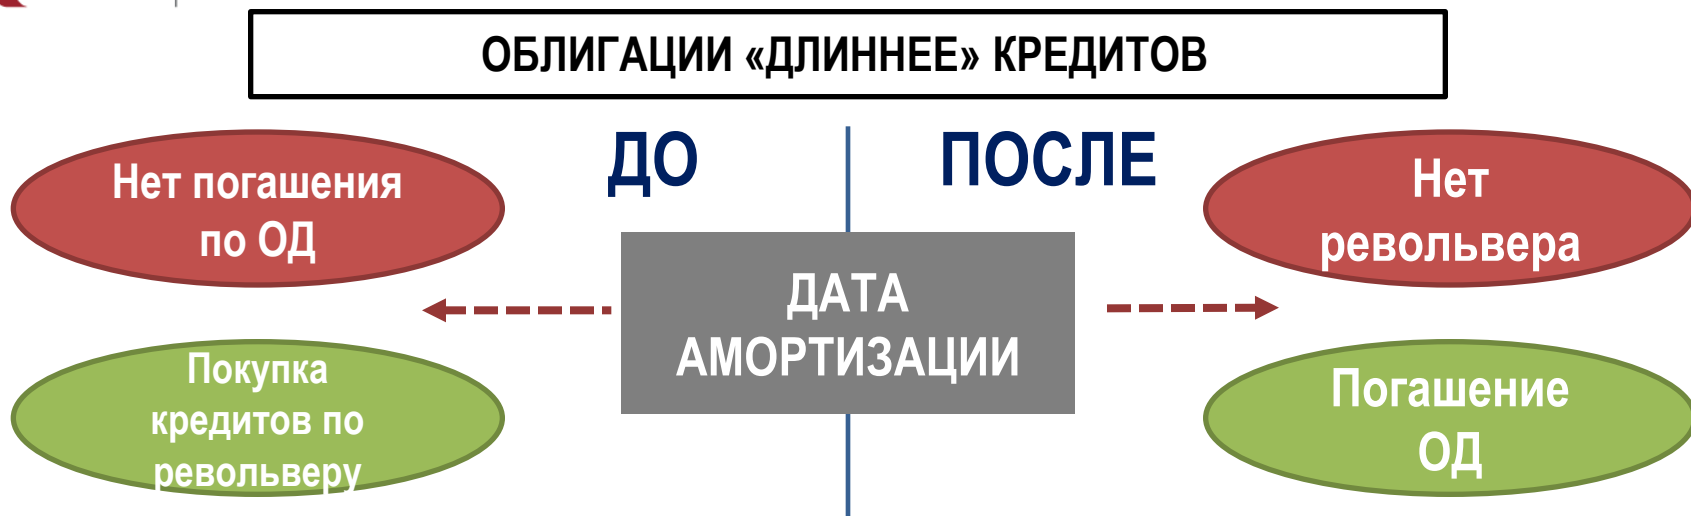 ОБЛИГАЦИИ «ДЛИННЕЕ» КРЕДИТОВ
ДО
ПОСЛЕ
Нет погашения
по ОД
Нет
револьвера
ДАТА
АМОРТИЗАЦИИ
Покупка
кредитов по
револьверу
Погашение
ОД